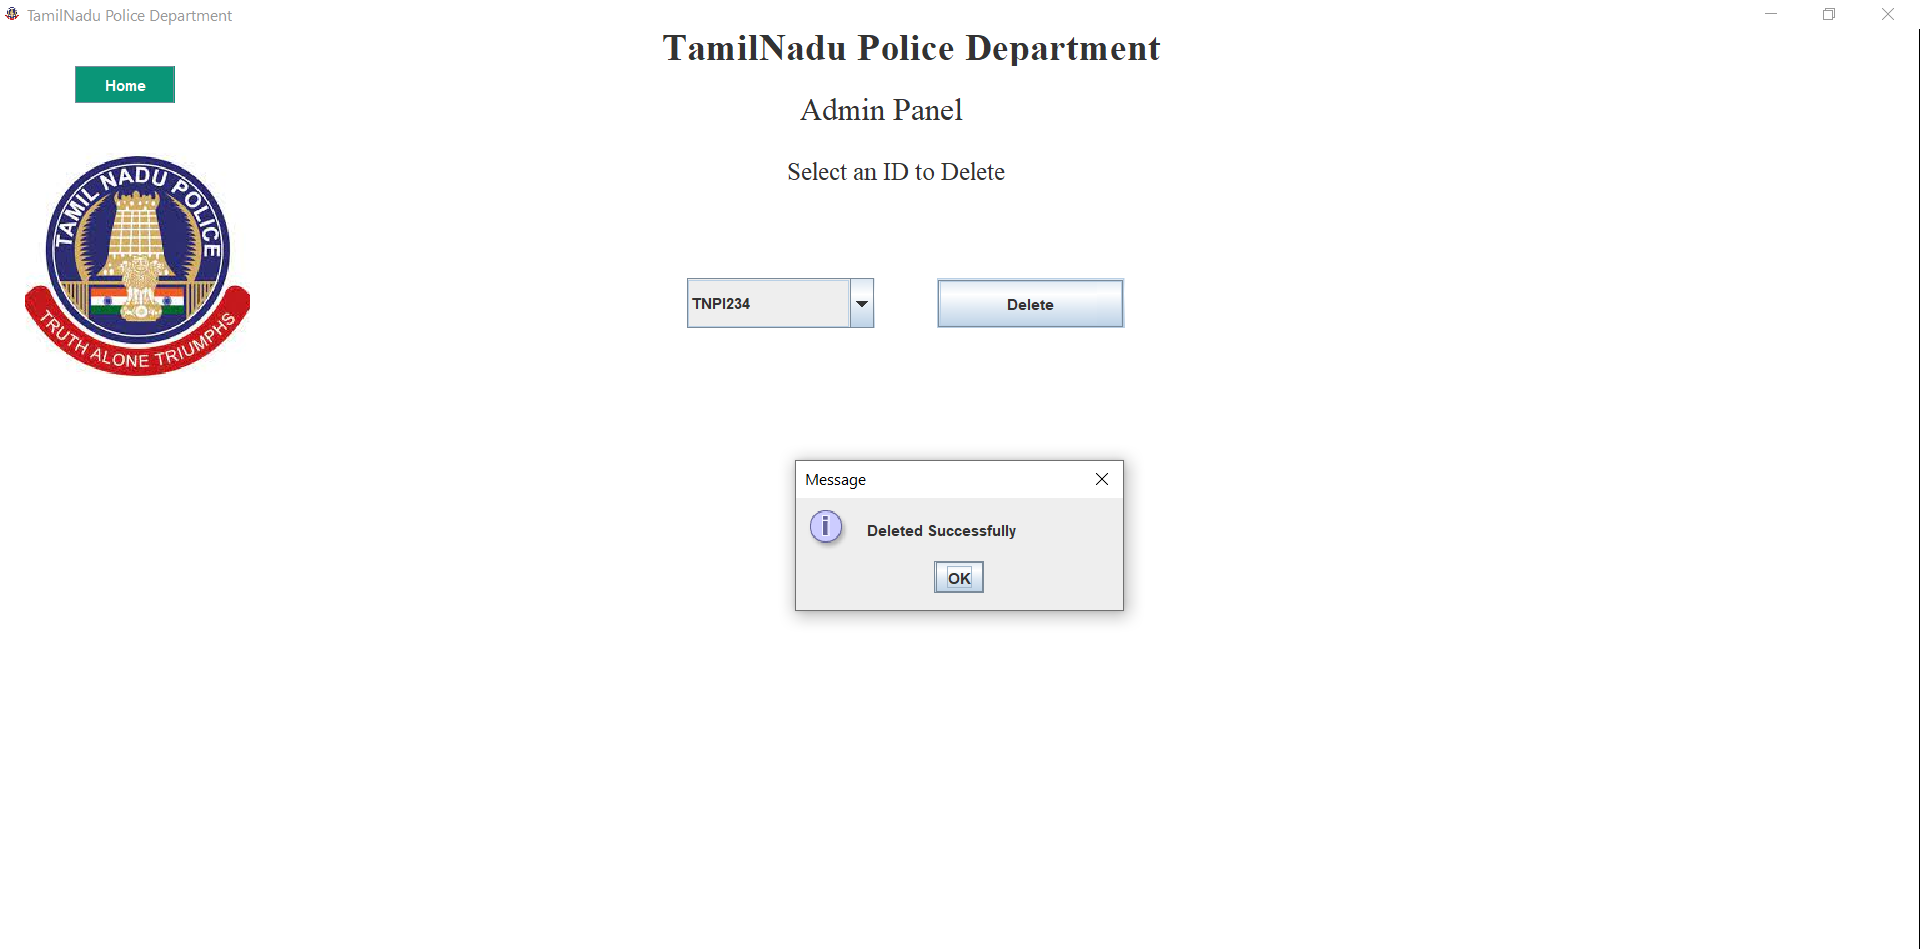 TamilNadu Police Department
TamilNadu Police Department
Home
Admin Panel
Select an ID to Delete
TAMIL NADU POLICE
TRUTH ALONE TRIUMPHS
TNPI234
Delete
Message
i
Deleted Successfully
OK